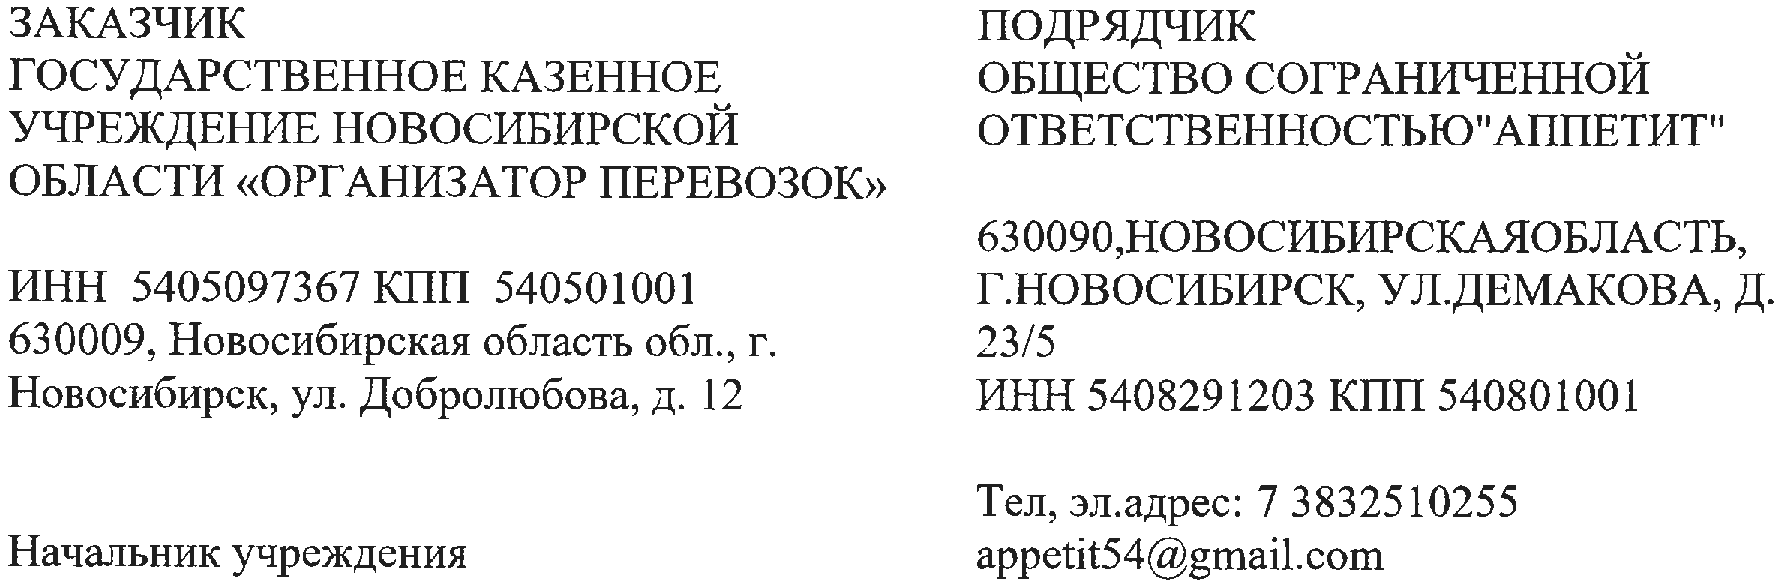 ЗАКАЗЧИК
ГОСУДАРСТВЕННОЕ КАЗЕННОЕ
УЧРЕЖДЕНИЕ НОВОСИБИРСКОЙ
ОБЛАСТИ «ОРГАНИЗАТОР ПЕРЕВОЗОК»
ИНН 5405097367 КПП 540501001
630009, Новосибирская область обл., г.
Новосибирск, ул. Добролюбова, д. 12
Начальник учреждения
ПОДРЯДЧИК
ОБЩЕСТВО СОГРАНИЧЕННОЙ
ОТВЕТСТВЕННОСТЬЮ"АППЕТИТ"
630090,НОВОСИБИРСКАЯОБЛАСТЬ,
Г.НОВОСИБИРСК, УЛ.ДЕМАКОВА, Д.
23/5
ИНН 5408291203 КПП 540801001
Тел, эл.адрес: 7 3832510255
appetit54@gmail.com